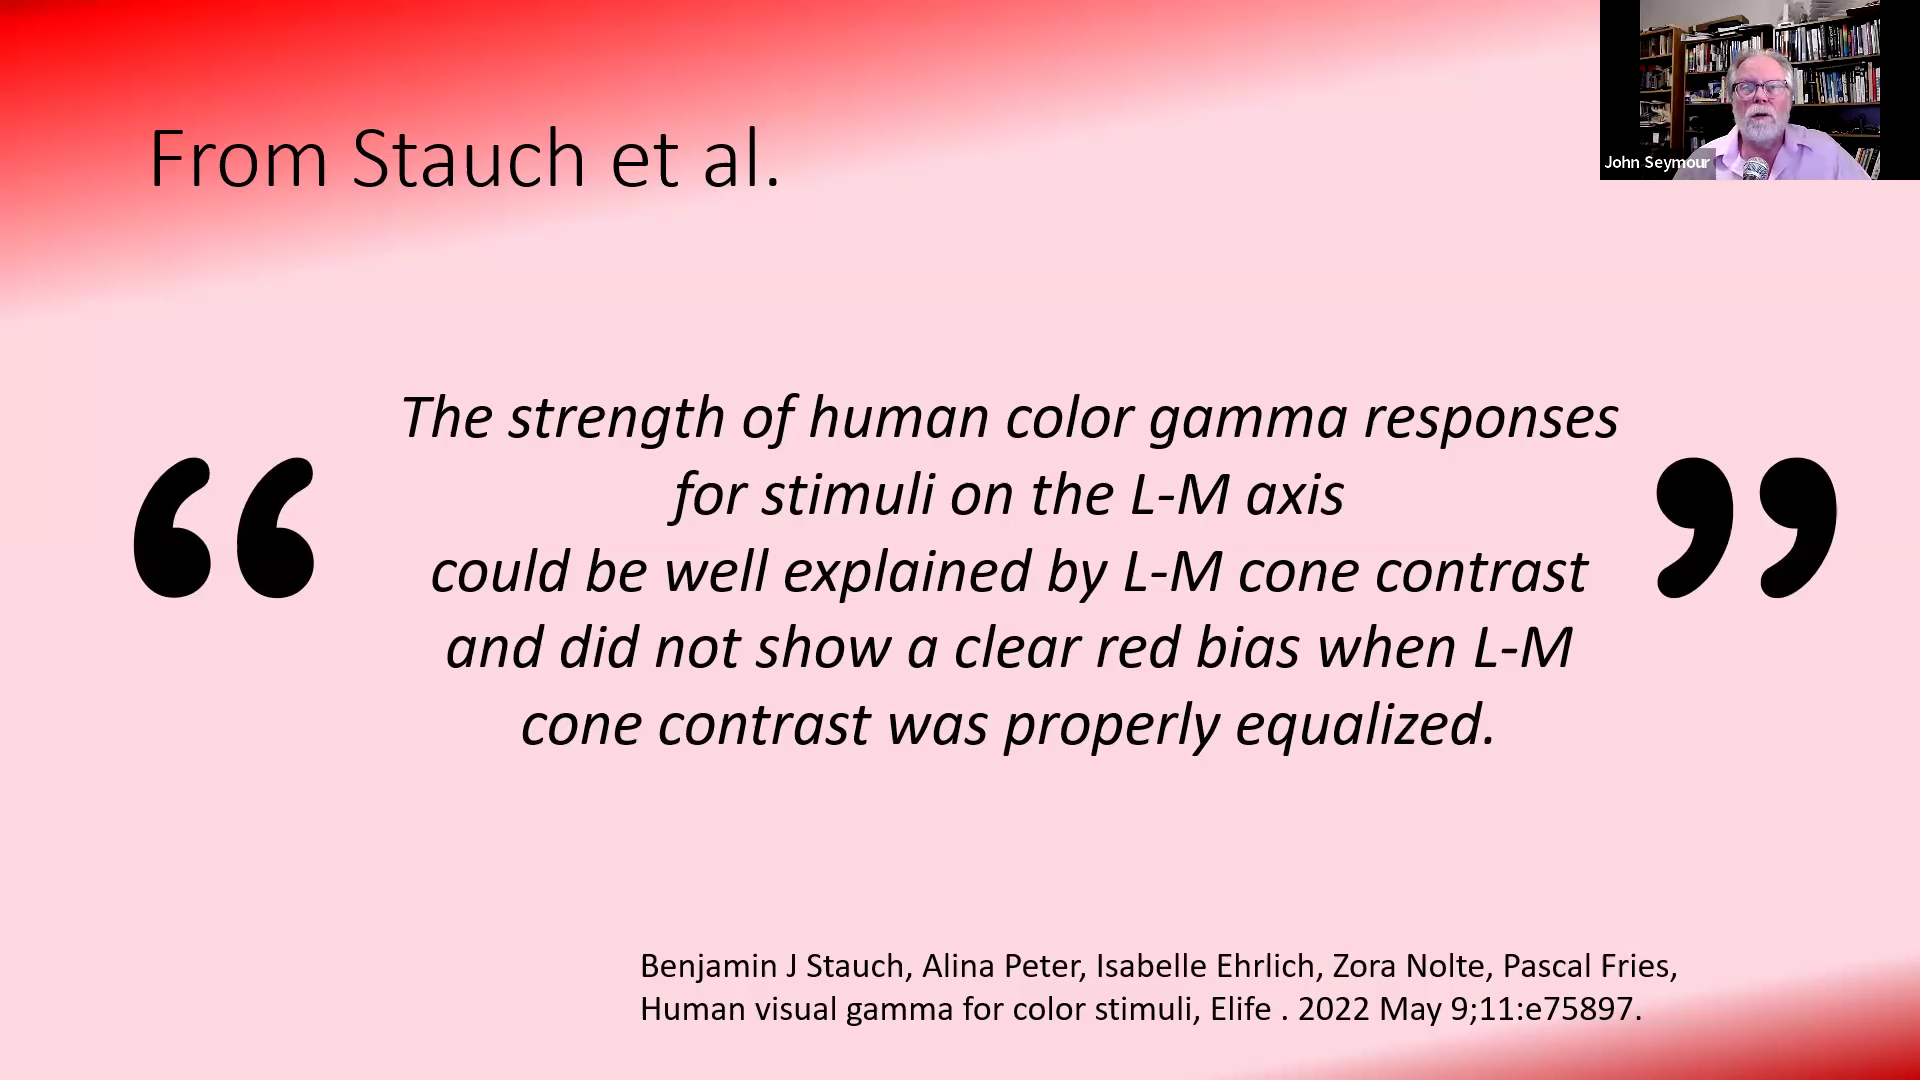 From Stauch et al.
John Seymour
“
The strength of human color gamma responses
for stimuli on the L-M axis
could be well explained by L-M cone contrast
and did not show a clear red bias when L-M
cone contrast was properly equalized.
”
Benjamin J Stauch, Alina Peter, Isabelle Ehrlich, Zora Nolte, Pascal Fries,
Human visual gamma for color stimuli, Elife . 2022 May 9;11:e75897.